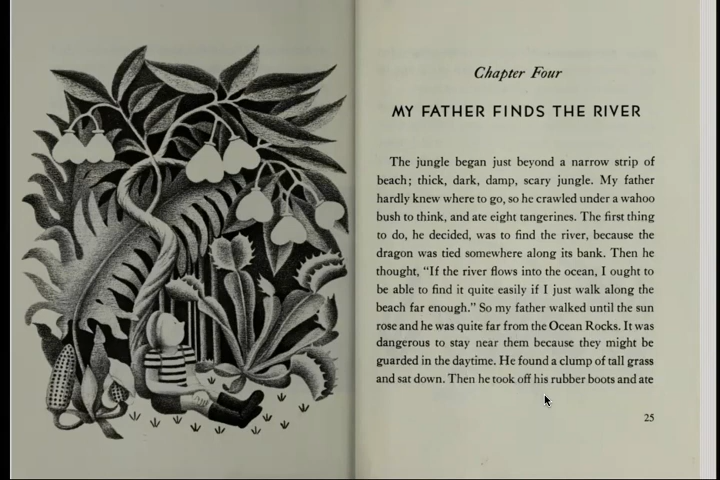 Chapter Four
MY FATHER FINDS THE RIVER
The jungle began just beyond a narrow strip of
beach; thick, dark, damp, scary jungle. My father
hardly knew where to go, so he crawled under a wahoo
bush to think, and ate eight tangerines. The first thing
to do, he decided, was to find the river, because the
dragon was tied somewhere along its bank. Then he
thought, “If the river flows into the ocean, I ought to
be able to find it quite easily if I just walk along the
beach far enough.” So my father walked until the sun
rose and he was quite far from the Ocean Rocks. It was
dangerous to stay near them because they might be
guarded in the daytime. He found a clump of tall grass
and sat down. Then he took off his rubber boots and ate
25